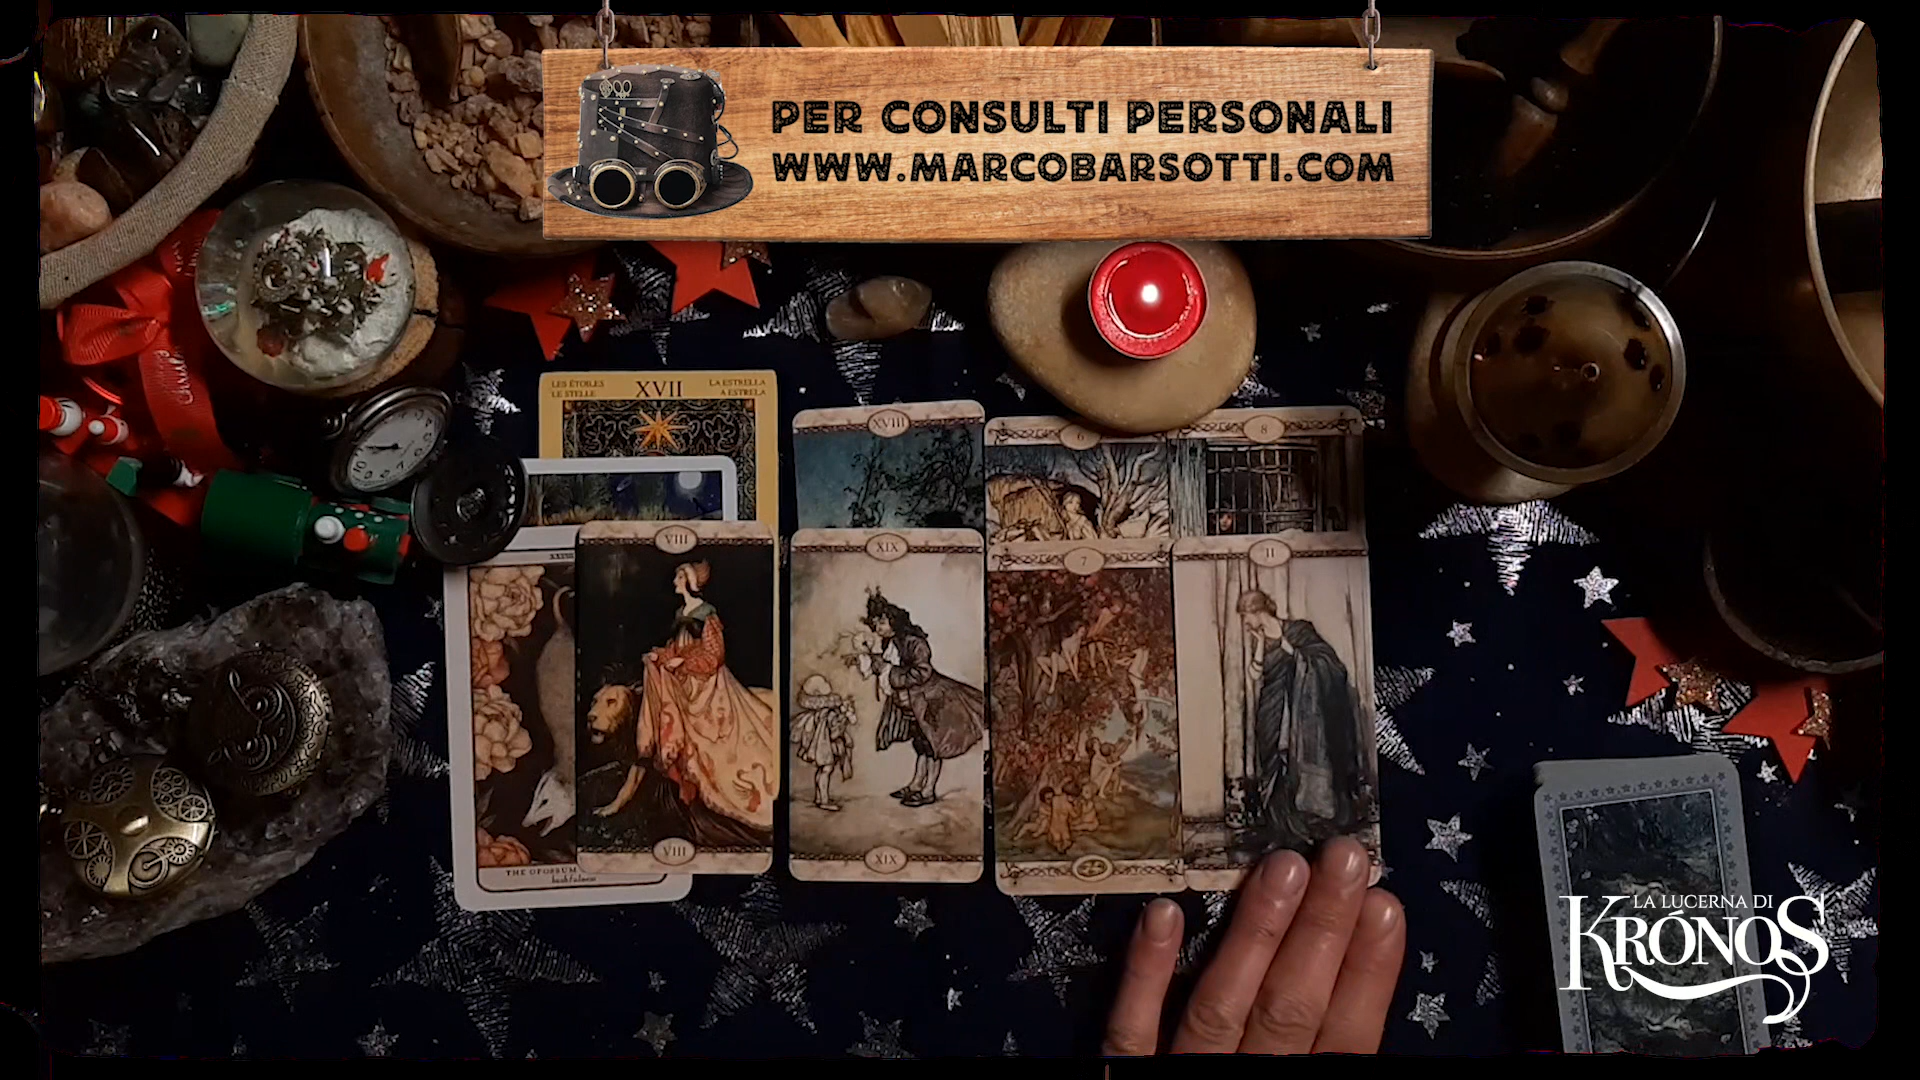 PER CONSULTI PERSONALI
WWW.MARCOBARSOTTI.COM
LES ÉTOILES
LE STELLE
XVII
LA ESTRELLA
A ESTRELA
XVIII
6
8
VIII
XIX
7
II
VIII
XIX
THE OPOSSUM
bashfulness
LA LUCERNA DI
KRÓNOS